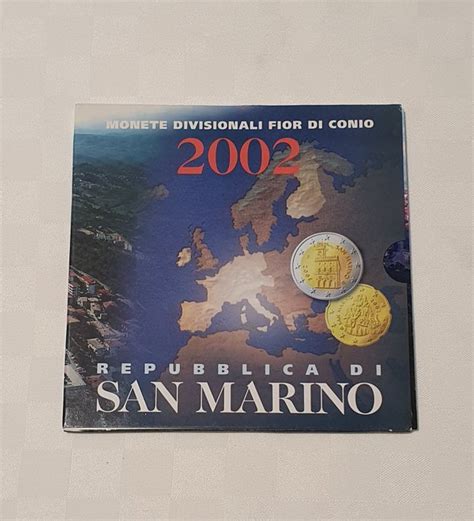 MONETE DIVISIONALI FIOR DI CONIO
2002
REPUBBLICA DI
SAN MARINO